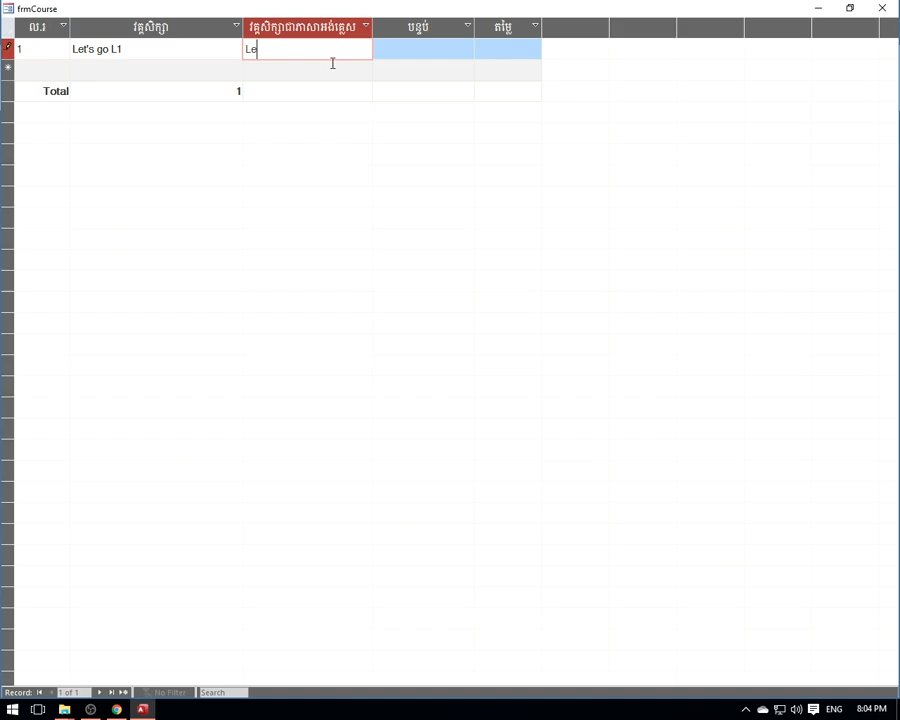 frmCourse
ល.រ វគ្គសិក្សា វគ្គសិក្សាជាភាសាអង់គ្លេស បន្ទប់ តម្លៃ
1 Let's go L1 Le
Total 1
Record: 1 of 1 No Filter Search
ENG 8:04 PM